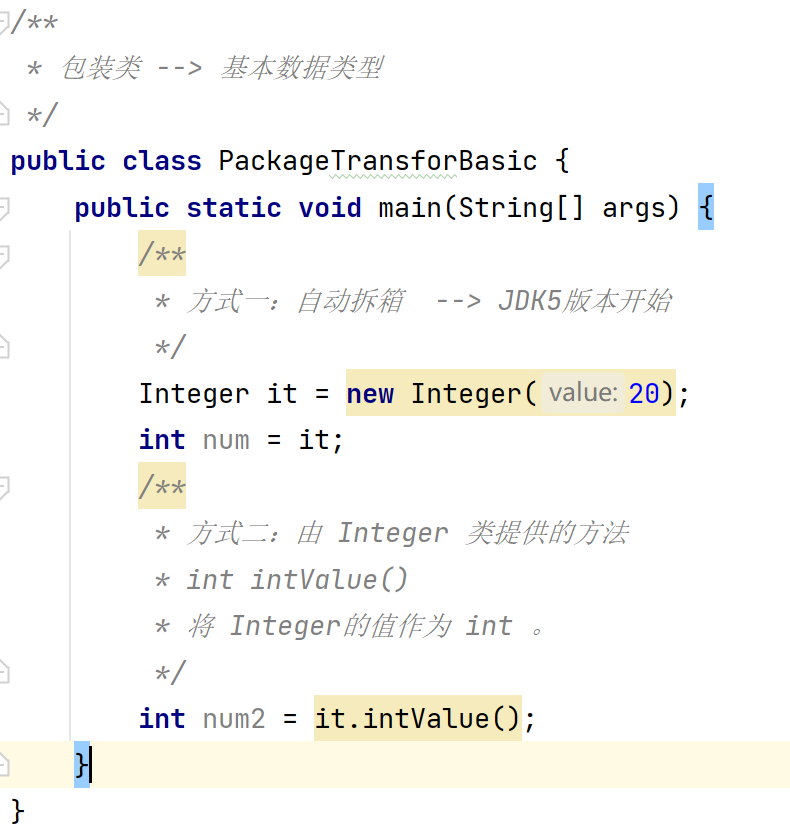 /**
 * 包装类 --> 基本数据类型
 */
public class PackageTransforBasic {
    public static void main(String[] args) {
        /**
         * 方式一：自动拆箱  --> JDK5版本开始
         */
        Integer it = new Integer( value: 20);
        int num = it;
        /**
         * 方式二：由 Integer 类提供的方法
         * int intValue()
         * 将 Integer的值作为 int 。
         */
        int num2 = it.intValue();
    }
}